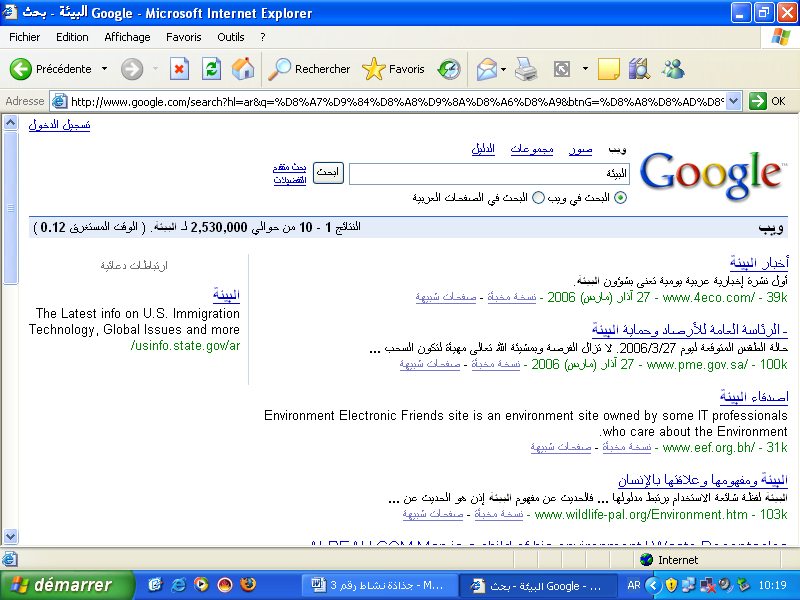 البيئة - بحث Google - Microsoft Internet Explorer
Fichier Edition Affichage Favoris Outils ?
Précédente Rechercher Favoris
Adresse http://www.google.com/search?hl=ar&q=%D8%A7%D9%84%D8%A8%D9%8A%D8%A6%D8%A9&btnG=%D8%A8%D8%AD%D8% OK
تسجيل الدخول
ويب صور مجموعات الدليل
Google
البيئة ابحث بحث متقدم
التفضيلات
البحث في ويب البحث في الصفحات العربية
ويب النتائج 1 - 10 من حوالي 2,530,000 لـ البيئة. ( الوقت المستغرق 0.12 )
أخبار البيئة
أول نشرة إخبارية عربية يومية تعنى بشؤون البيئة.
www.4eco.com/ - 39k - 27 آذار (مارس) 2006 - نسخة مخبأة - صفحات شبيهة
- الرئاسة العامة للأرصاد وحماية البيئة
حالة الطقس المتوقعة ليوم 2006/3/27. لا تزال الفرصة وبمشيئة الله تعالى مهيأة لتكون السحب ...
www.pme.gov.sa/ - 100k - 27 آذار (مارس) 2006 - نسخة مخبأة - صفحات شبيهة
اصدقاء البيئة
Environment Electronic Friends site is an environment site owned by some IT professionals
who care about the Environment.
www.eef.org.bh/ - 31k - نسخة مخبأة - صفحات شبيهة
البيئة ومفهومها وعلاقتها بالإنسان
البيئة لفظة شائعة الاستخدام يرتبط مدلولها ... فالحديث عن مفهوم البيئة إذن هو الحديث عن ...
www.wildlife-pal.org/Environment.htm - 103k - نسخة مخبأة - صفحات شبيهة
ارتباطات دعائية
البيئة
The Latest info on U.S. Immigration
Technology, Global Issues and more
usinfo.state.gov/ar/
Internet
démarrer جذاذة نشاط رقم 3 - M... البيئة - بحث Google - ... AR 10:19